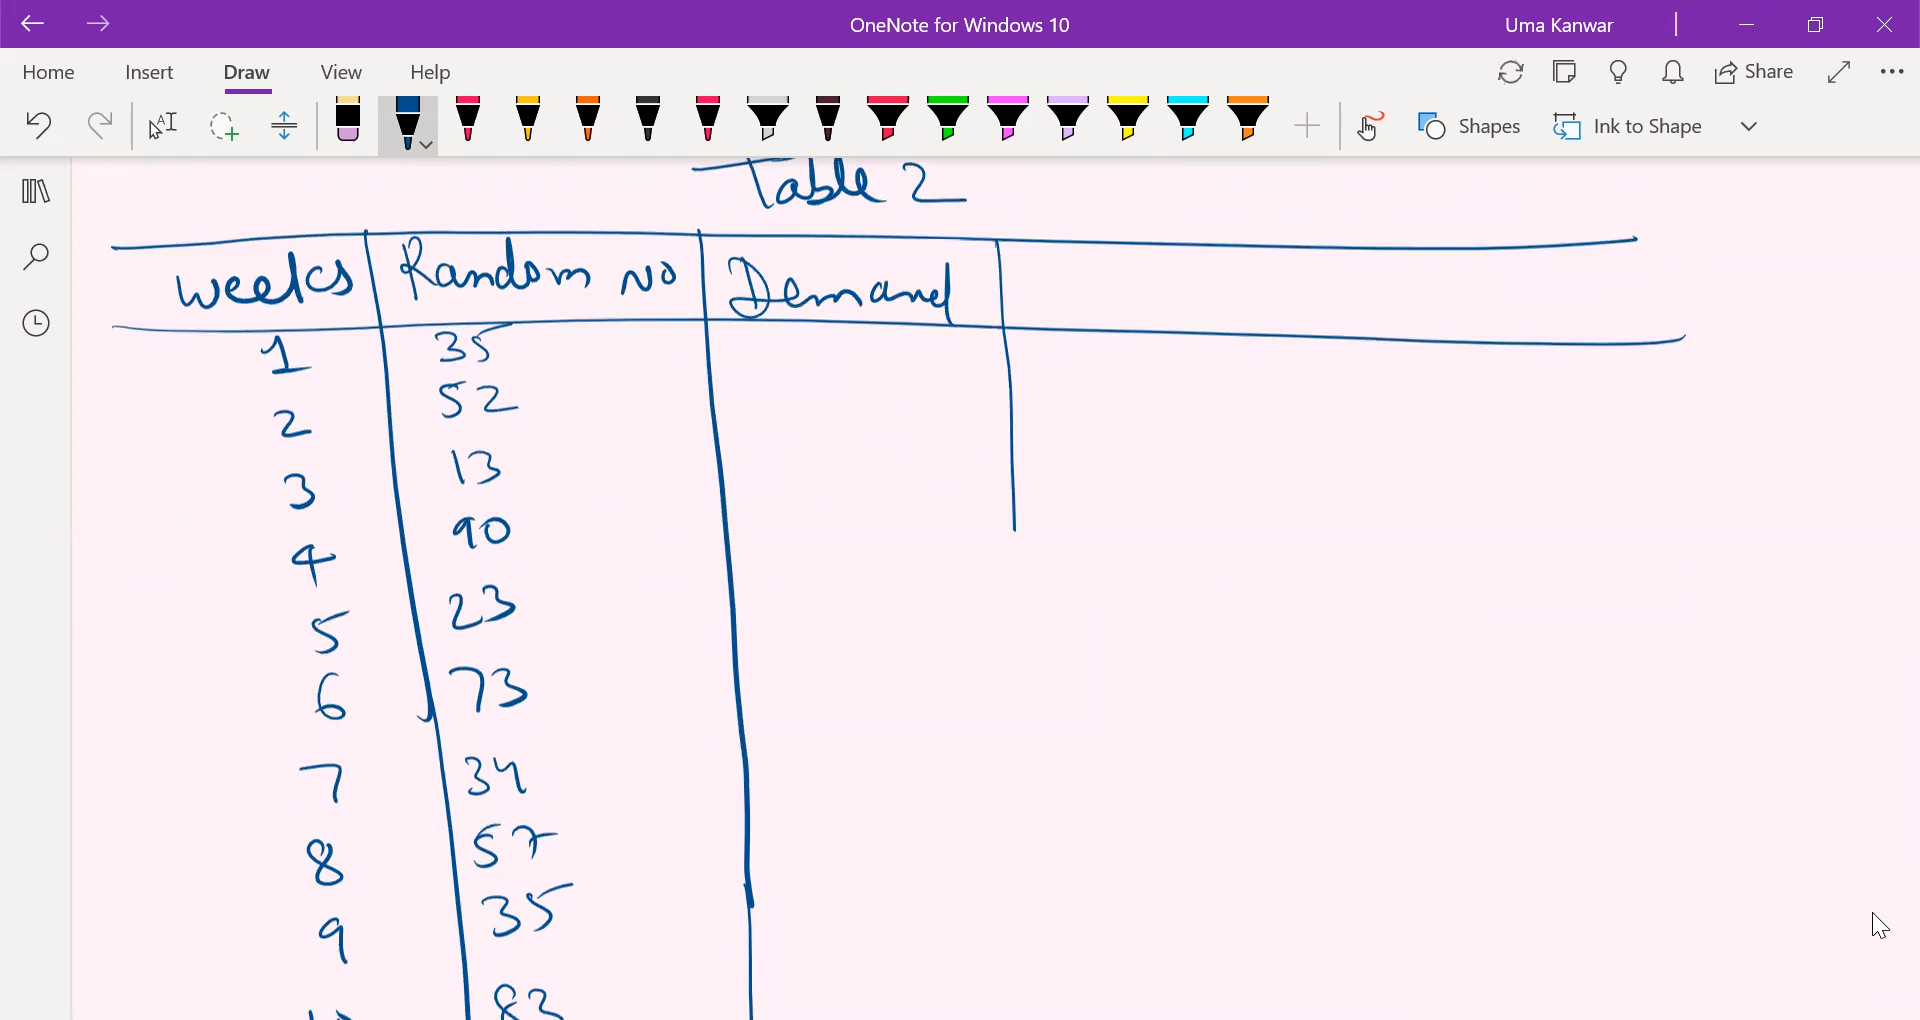 OneNote for Windows 10 Uma Kanwar
Home Insert Draw View Help Share
Shapes Ink to Shape
Table 2
weeks Random no Demand
1 35
2 52
3 13
4 90
5 23
6 73
7 34
8 57
9 35
10 83